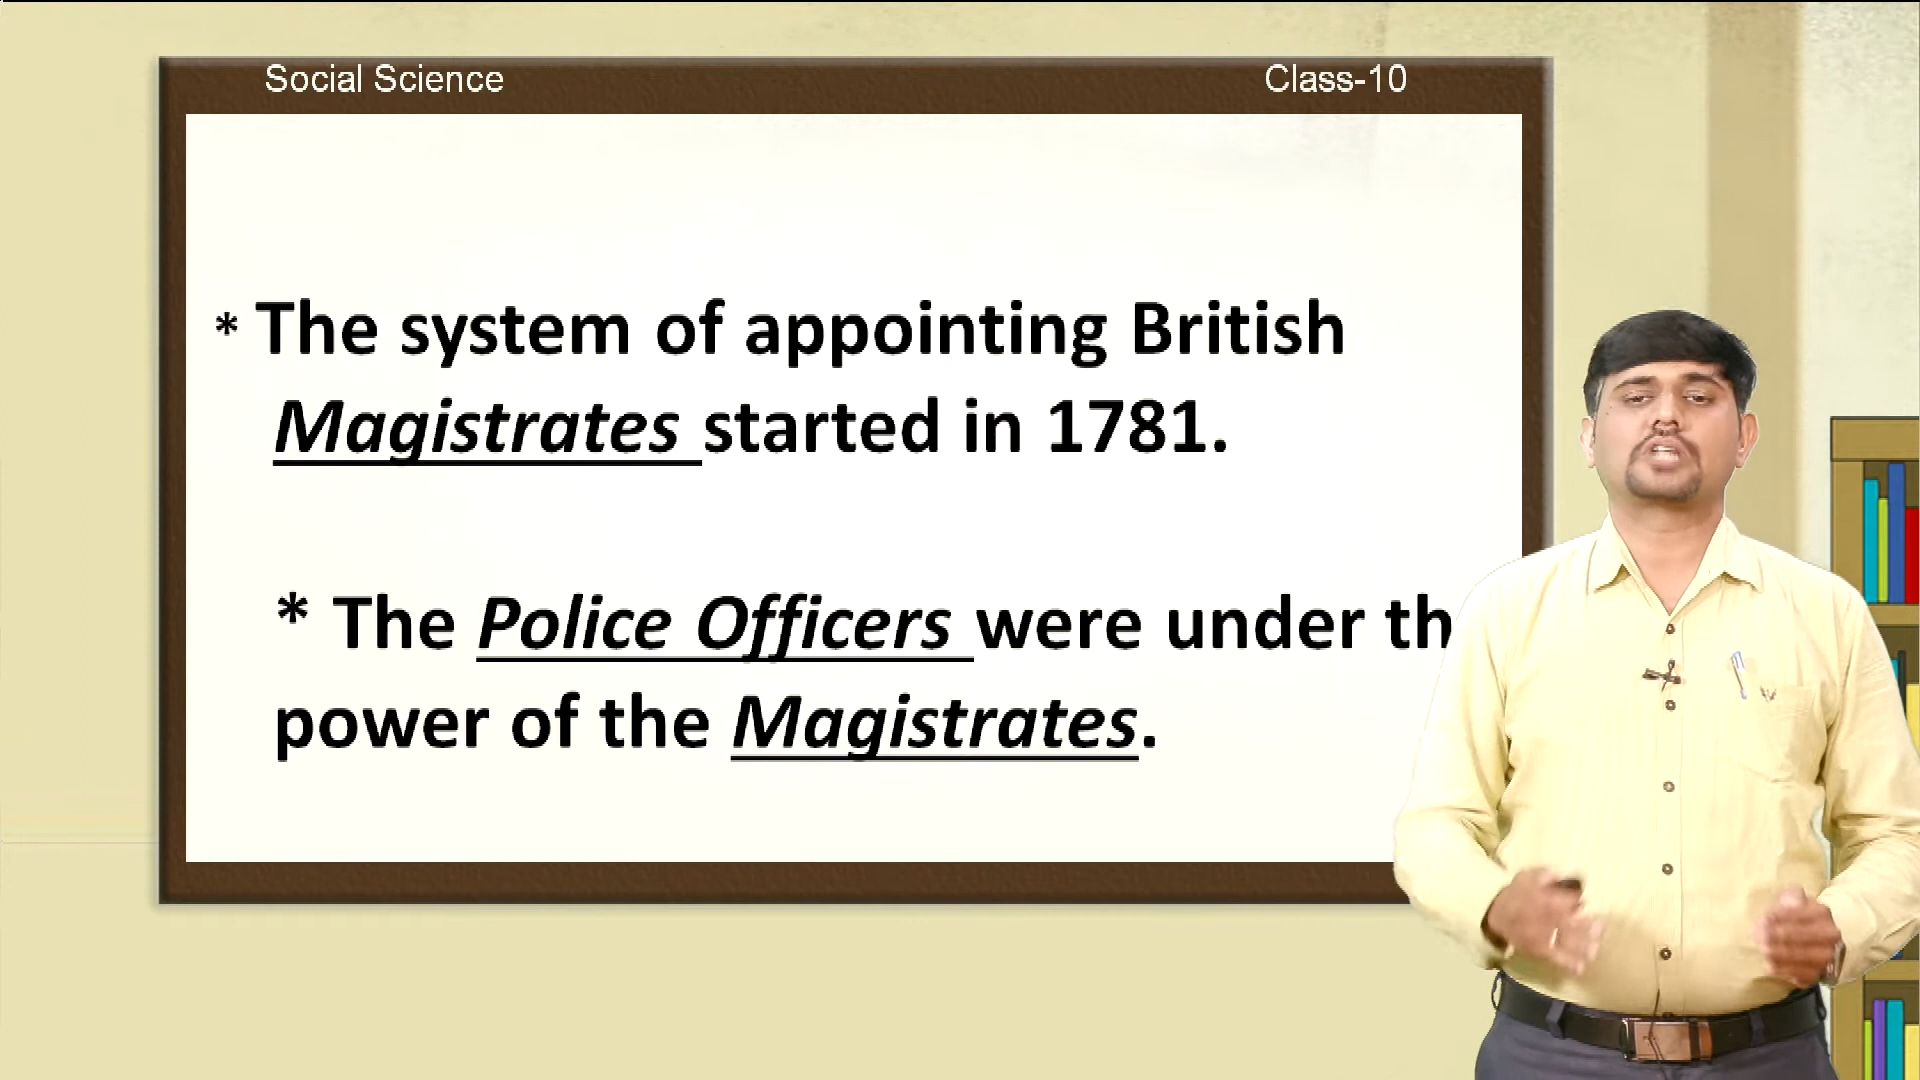 Social Science Class-10
* The system of appointing British
Magistrates started in 1781.
* The Police Officers were under th
power of the Magistrates.